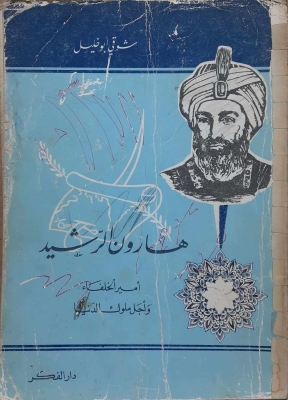 شوقي أبو خليل
هارون الرشيد
أمير الخلفاء
وأجل ملوك الدنيا
دار الفكر